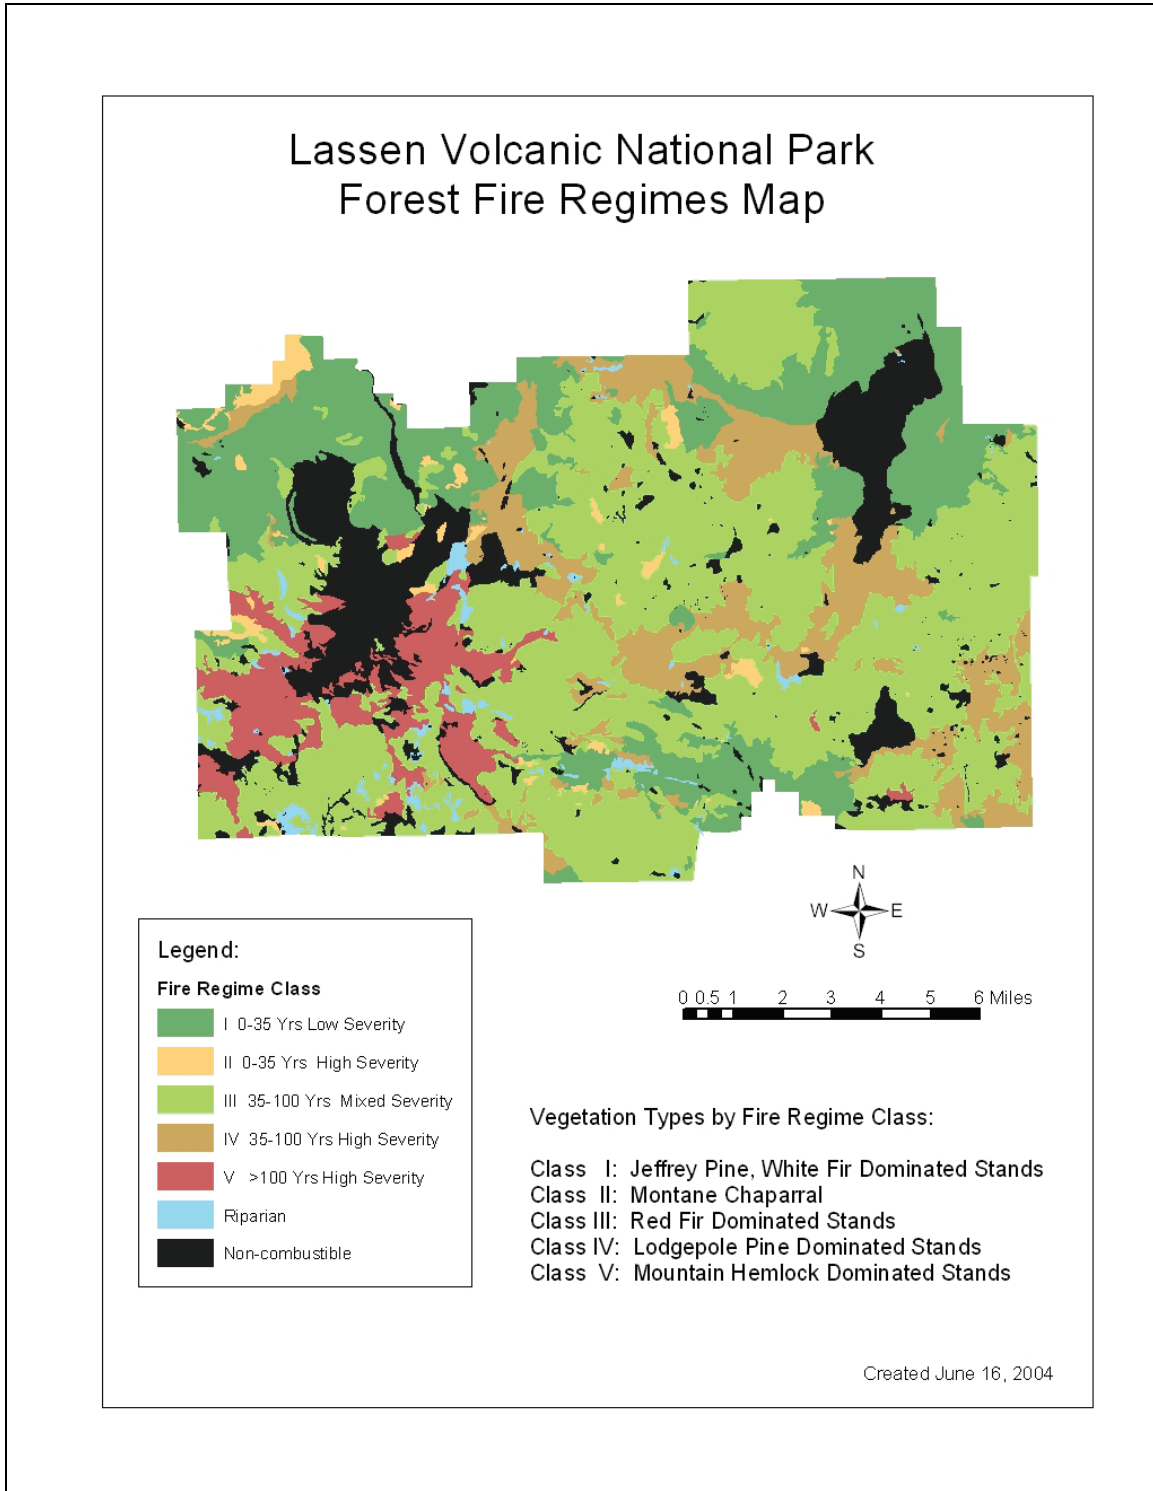 Lassen Volcanic National Park
Forest Fire Regimes Map
N
W E
S
0 0.5 1 2 3 4 5 6 Miles
Legend:
Fire Regime Class
I 0-35 Yrs Low Severity
II 0-35 Yrs High Severity
III 35-100 Yrs Mixed Severity
IV 35-100 Yrs High Severity
V >100 Yrs High Severity
Riparian
Non-combustible
Vegetation Types by Fire Regime Class:
Class I: Jeffrey Pine, White Fir Dominated Stands
Class II: Montane Chaparral
Class III: Red Fir Dominated Stands
Class IV: Lodgepole Pine Dominated Stands
Class V: Mountain Hemlock Dominated Stands
Created June 16, 2004